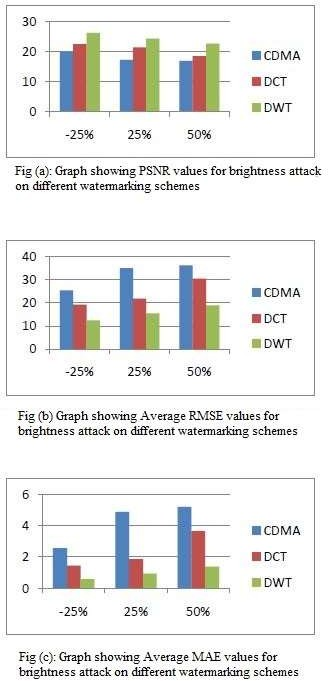 30
20
10
0
-25% 25% 50%
CDMA
DCT
DWT
Fig (a): Graph showing PSNR values for brightness attack
on different watermarking schemes
40
30
20
10
0
-25% 25% 50%
CDMA
DCT
DWT
Fig (b) Graph showing Average RMSE values for
brightness attack on different watermarking schemes
6
4
2
0
-25% 25% 50%
CDMA
DCT
DWT
Fig (c): Graph showing Average MAE values for
brightness attack on different watermarking schemes